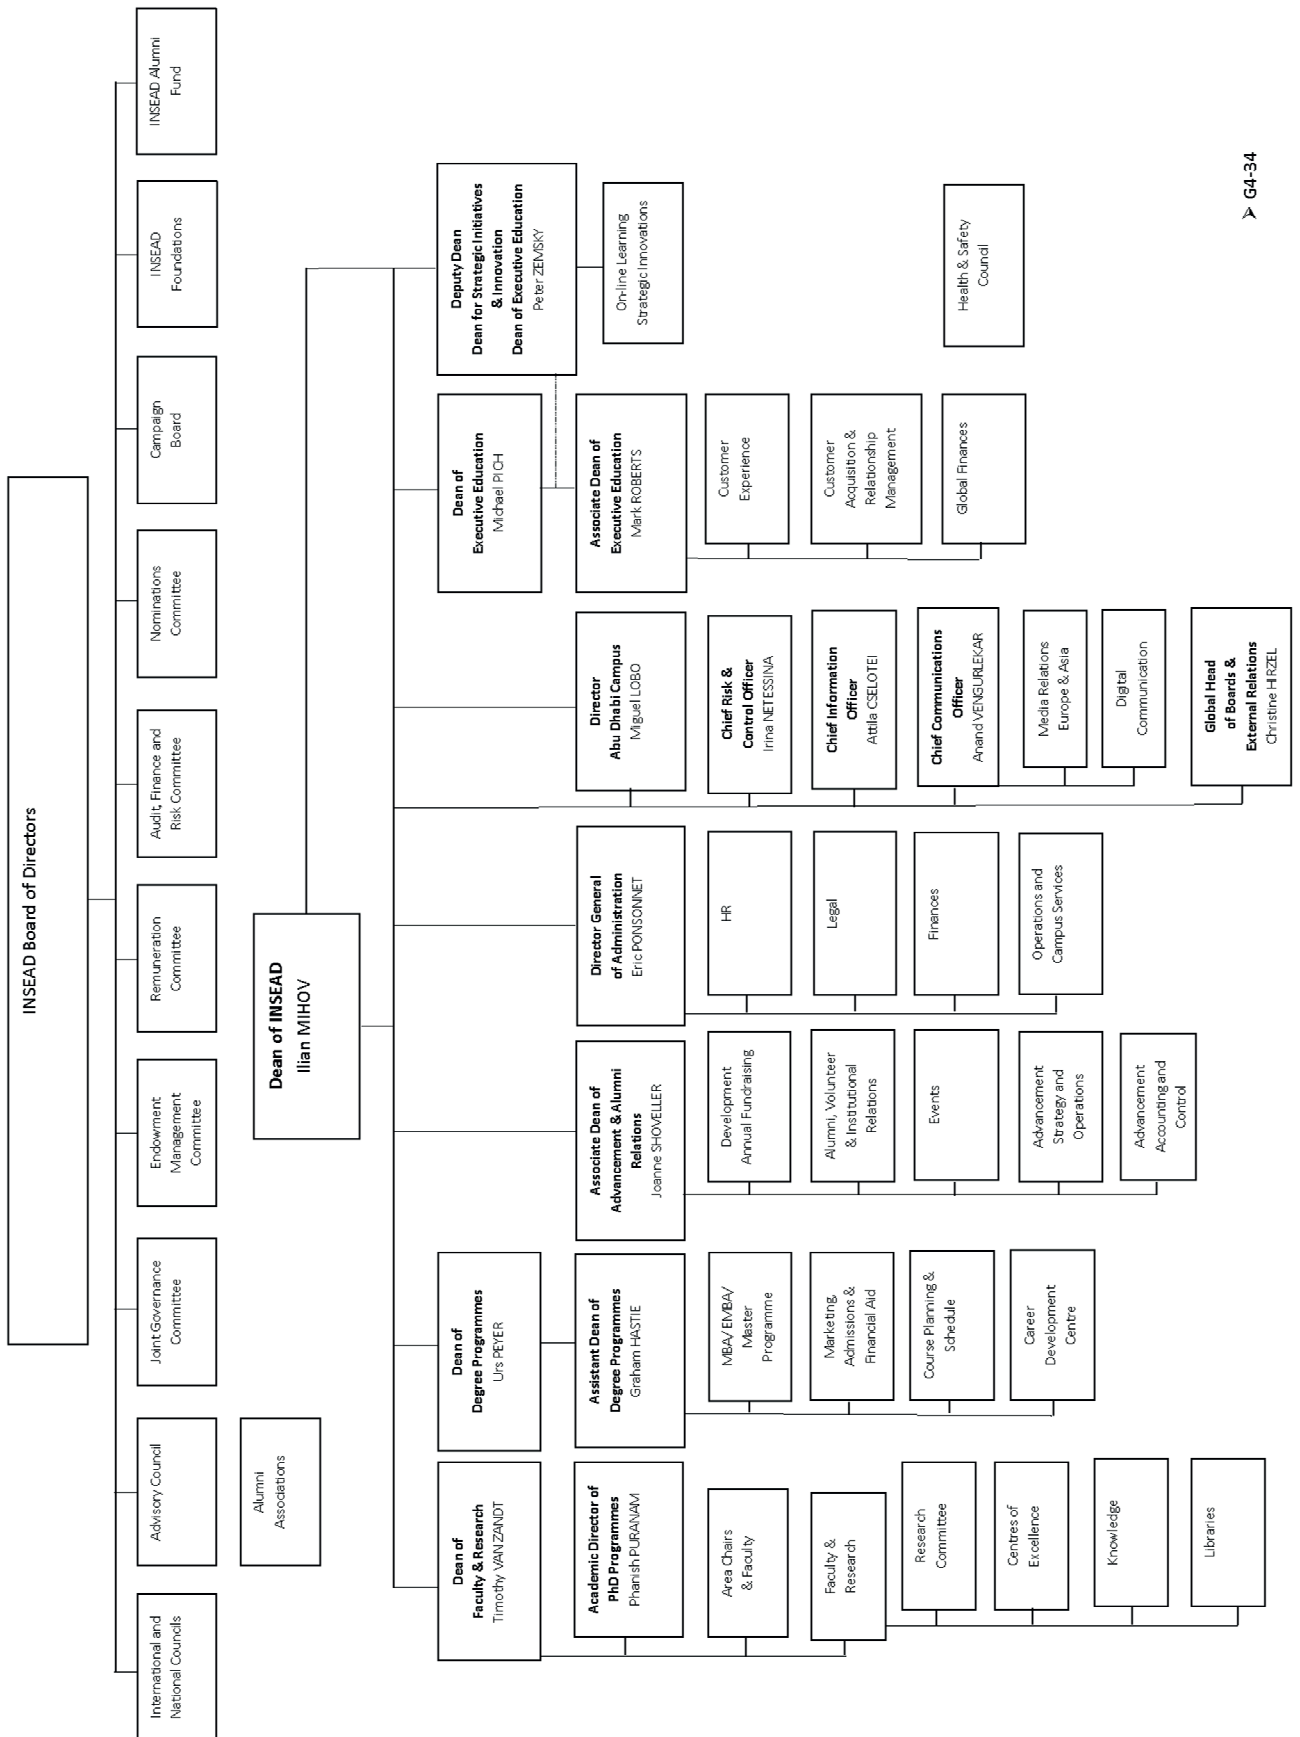 INSEAD Board of Directors
International and
National Councils
Advisory Council
Joint Governance
Committee
Endowment
Management
Committee
Remuneration
Committee
Audit, Finance and
Risk Committee
Nominations
Committee
Campaign
Board
INSEAD
Foundations
INSEAD Alumni
Fund
Alumni
Associations
Dean of INSEAD
Ilian MIHOV
Dean of
Faculty & Research
Timothy VAN ZANDT
Academic Director of
PhD Programmes
Phanish PURANAM
Area Chairs
& Faculty
Faculty &
Research
Research
Committee
Centres of
Excellence
Knowledge
Libraries
Dean of
Degree Programmes
Urs PEYER
Assistant Dean of
Degree Programmes
Graham HASTIE
MBA/ EMBA/
Master
Programme
Marketing,
Admissions &
Financial Aid
Course Planning &
Schedule
Career
Development
Centre
Associate Dean of
Advancement & Alumni
Relations
Joanne SHOVELLER
Development
Annual Fundraising
Alumni, Volunteer
& Institutional
Relations
Events
Advancement
Strategy and
Operations
Advancement
Accounting and
Control
Director General
of Administration
Eric PONSONNET
HR
Legal
Finances
Operations and
Campus Services
Director
Abu Dhabi Campus
Miguel LOBO
Chief Risk &
Control Officer
Irina NETESSINA
Chief Information
Officer
Attila CSELOTEI
Chief Communications
Officer
Anand VENGURLEKAR
Media Relations
Europe & Asia
Digital
Communication
Global Head
of Boards &
External Relations
Christine HIRZEL
Dean of
Executive Education
Michael PICH
Associate Dean of
Executive Education
Mark ROBERTS
Customer
Experience
Customer
Acquisition &
Relationship
Management
Global Finances
Deputy Dean
Dean for Strategic Initiatives
& Innovation
Dean of Executive Education
Peter ZEMSKY
On-line Learning
Strategic Innovations
Health & Safety
Council
➤ G4-34